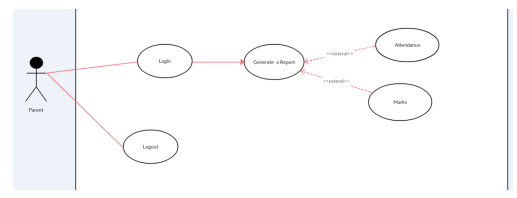 Attendance
<<extend>>
Login
Generate a Report
<<extend>>
Marks
Parent
Logout